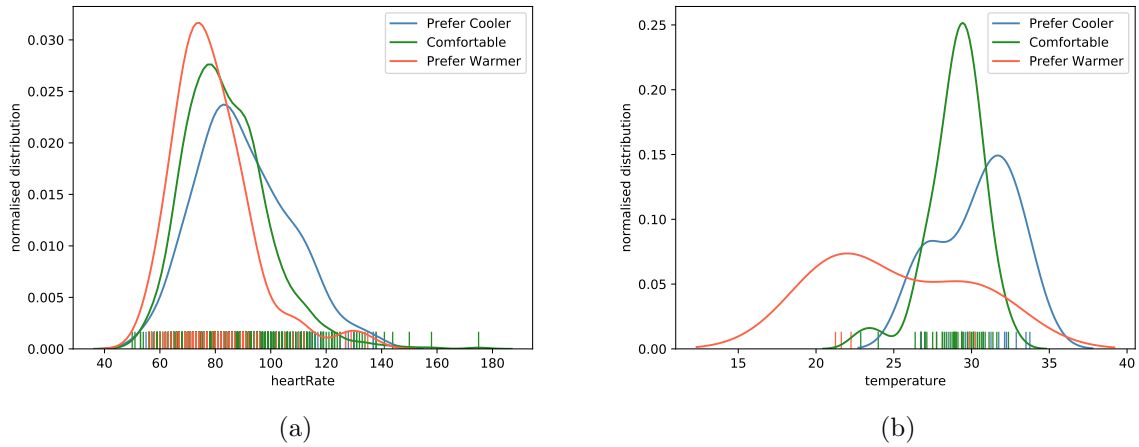 Prefer Cooler
Comfortable
Prefer Warmer
normalised distribution
0.030
0.025
0.020
0.015
0.010
0.005
0.000
40 60 80 100 120 140 160 180
heartRate
(a)
Prefer Cooler
Comfortable
Prefer Warmer
normalised distribution
0.25
0.20
0.15
0.10
0.05
0.00
15 20 25 30 35 40
temperature
(b)